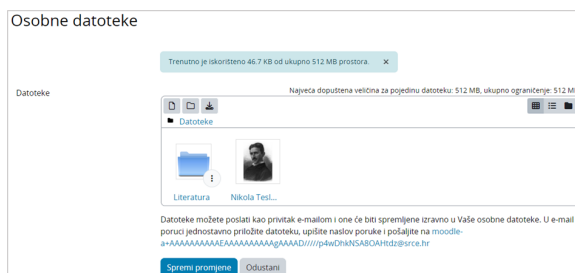 Osobne datoteke
Trenutno je iskorišteno 46.7 KB od ukupno 512 MB prostora. ×
Datoteke
Najveća dopuštena veličina za pojedinu datoteku: 512 MB, ukupno ograničenje: 512 M
Datoteke
Literatura
Nikola Tesl...
Datoteke možete poslati kao privitak e-mailom i one će biti spremljene izravno u Vaše osobne datoteke. U e-mail
poruci jednostavno priložite datoteku, upišite naslov poruke i pošaljite na moodle-
a+AAAAAAAAAAEAAAAAAAAAAgAAAAD/////p4wDhkNSA8OAHtdz@srce.hr
Spremi promjene
Odustani